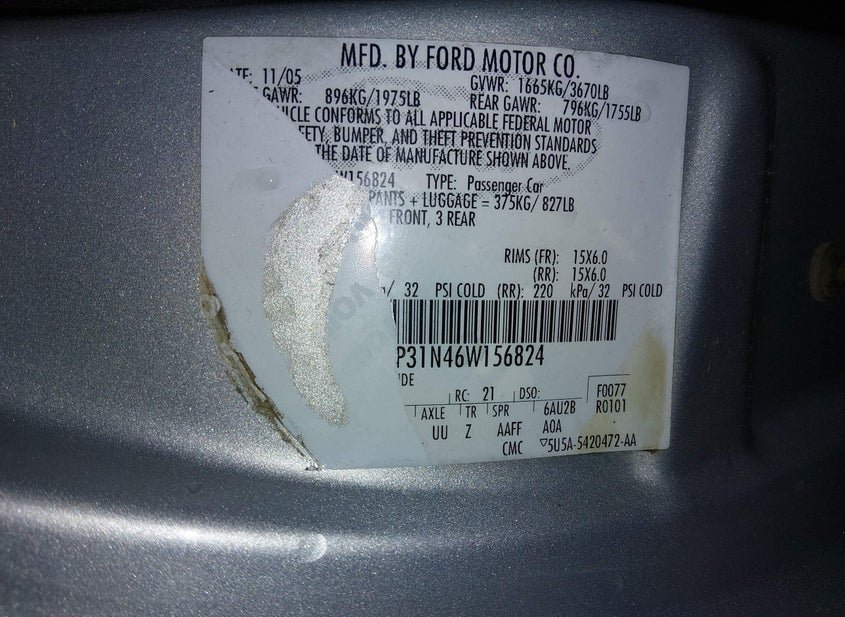 MFD. BY FORD MOTOR CO.
ATE: 11/05 GVWR: 1665KG/3670LB
GAWR: 896KG/1975LB REAR GAWR: 796KG/1755LB
ICLE CONFORMS TO ALL APPLICABLE FEDERAL MOTOR
FETY, BUMPER, AND THEFT PREVENTION STANDARDS
THE DATE OF MANUFACTURE SHOWN ABOVE.
W156824 TYPE: Passenger Car
PANTS + LUGGAGE = 375KG/ 827LB
FRONT, 3 REAR
RIMS (FR): 15X6.0
(RR): 15X6.0
/ 32 PSI COLD (RR): 220 kPa/ 32 PSI COLD
P31N46W156824
IDE
RC: 21 DSO: F0077
AXLE TR SPR 6AU2B R0101
UU Z AAFF A0A
CMC 5U5A-5420472-AA